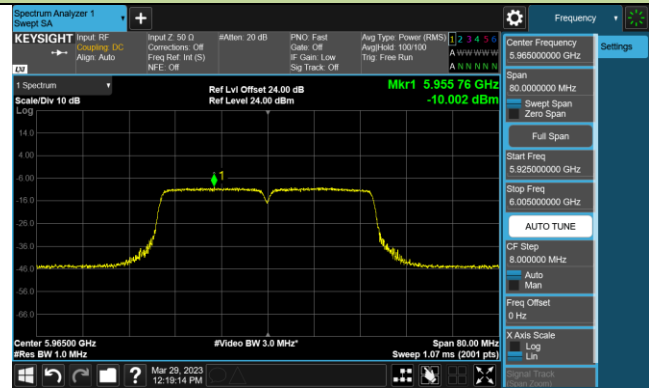 Spectrum Analyzer 1
Swept SA
+
Frequency
KEYSIGHT
Input: RF
Coupling: DC
Align: Auto
Input Z: 50 Ω
Corrections: Off
Freq Ref: Int (S)
NFE: Off
#Atten: 20 dB
PNO: Fast
Gate: Off
IF Gain: Low
Sig Track: Off
Avg Type: Power (RMS)
Avg|Hold: 100/100
Trig: Free Run
1 2 3 4 5 6
A W W W W W
A N N N N N
LXI
1 Spectrum
Scale/Div 10 dB
Log
Ref Lvl Offset 24.00 dB
Ref Level 24.00 dBm
Mkr1 5.955 76 GHz
-10.002 dBm
14.0
4.00
-6.00
-16.0
-26.0
-36.0
-46.0
-56.0
-66.0
1
Center 5.96500 GHz
#Res BW 1.0 MHz
#Video BW 3.0 MHz*
Span 80.00 MHz
Sweep 1.07 ms (2001 pts)
Mar 29, 2023
12:19:14 PM
?
Settings
Center Frequency
5.965000000 GHz
Span
80.0000000 MHz
Swept Span
Zero Span
Full Span
Start Freq
5.925000000 GHz
Stop Freq
6.005000000 GHz
AUTO TUNE
CF Step
8.000000 MHz
Auto
Man
Freq Offset
0 Hz
X Axis Scale
Log
Lin
Signal Track
(Span Zoom)